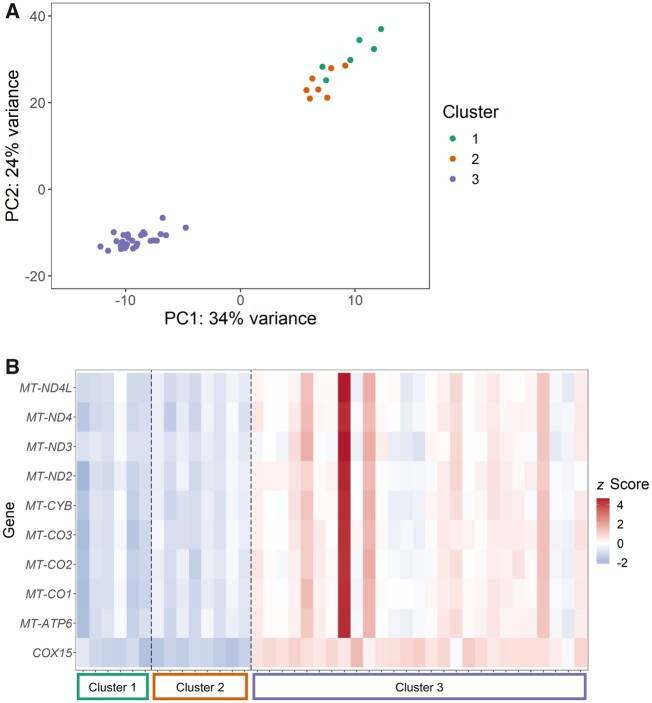 A
40
20
0
-20
PC2: 24% variance
-10
0
10
PC1: 34% variance
Cluster
1
2
3
B
Gene
MT-ND4L
MT-ND4
MT-ND3
MT-ND2
MT-CYB
MT-CO3
MT-CO2
MT-CO1
MT-ATP6
COX15
z Score
4
2
0
-2
Cluster 1
Cluster 2
Cluster 3